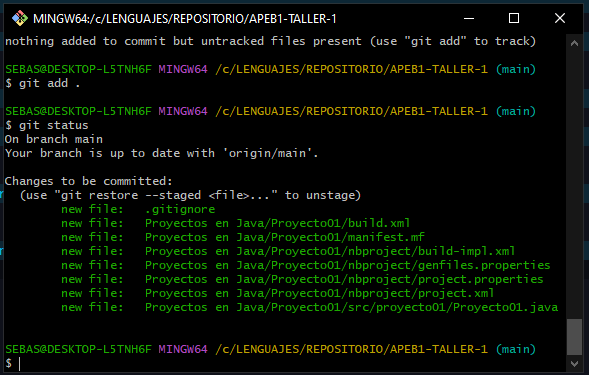 MINGW64:/c/LENGUAJES/REPOSITORIO/APEB1-TALLER-1
nothing added to commit but untracked files present (use "git add" to track)
SEBAS@DESKTOP-L5TNH6F MINGW64 /c/LENGUAJES/REPOSITORIO/APEB1-TALLER-1 (main)
$ git add .
SEBAS@DESKTOP-L5TNH6F MINGW64 /c/LENGUAJES/REPOSITORIO/APEB1-TALLER-1 (main)
$ git status
On branch main
Your branch is up to date with 'origin/main'.
Changes to be committed:
  (use "git restore --staged <file>..." to unstage)
        new file:   .gitignore
        new file:   Proyectos en Java/Proyecto01/build.xml
        new file:   Proyectos en Java/Proyecto01/manifest.mf
        new file:   Proyectos en Java/Proyecto01/nbproject/build-impl.xml
        new file:   Proyectos en Java/Proyecto01/nbproject/genfiles.properties
        new file:   Proyectos en Java/Proyecto01/nbproject/project.properties
        new file:   Proyectos en Java/Proyecto01/nbproject/project.xml
        new file:   Proyectos en Java/Proyecto01/src/proyecto01/Proyecto01.java
SEBAS@DESKTOP-L5TNH6F MINGW64 /c/LENGUAJES/REPOSITORIO/APEB1-TALLER-1 (main)
$